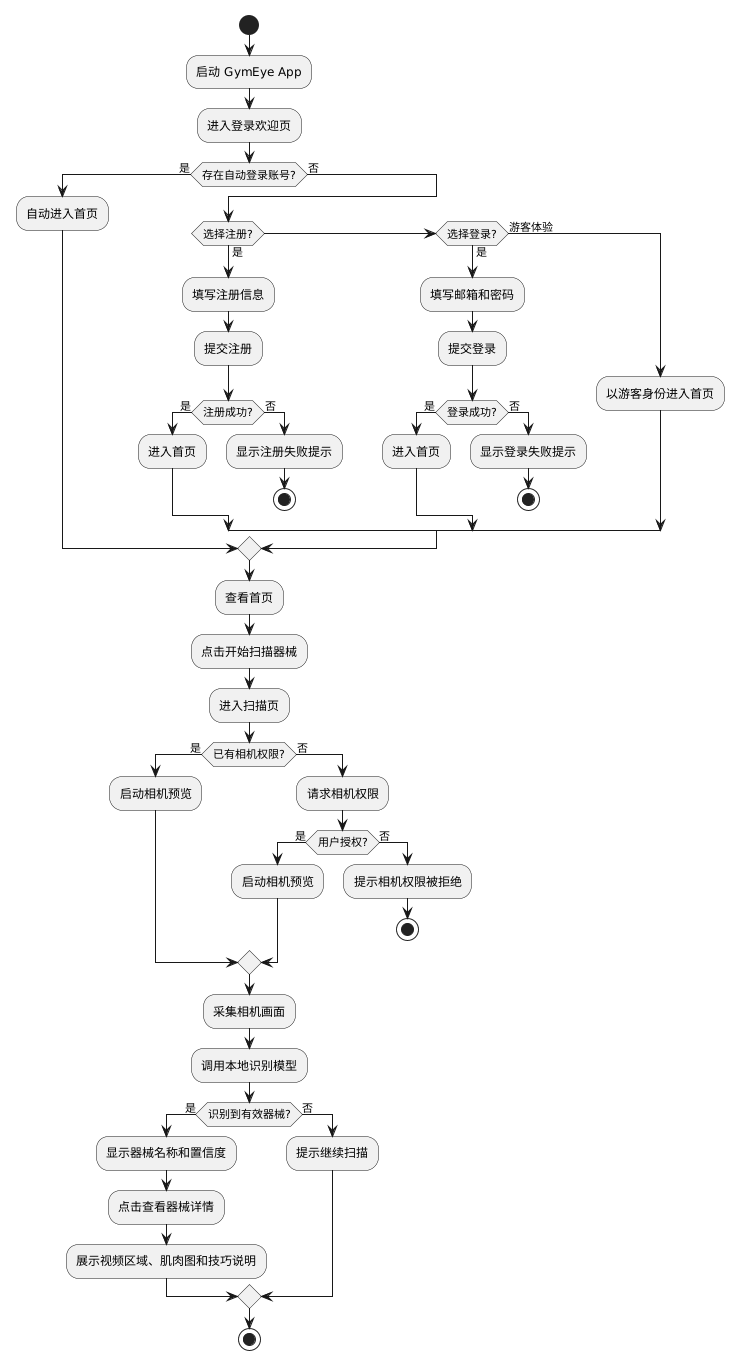 启动 GymEye App
进入登录欢迎页
是
存在自动登录账号?
否
自动进入首页
选择注册?
选择登录?
游客体验
是
是
填写注册信息
填写邮箱和密码
提交注册
提交登录
以游客身份进入首页
是
注册成功?
否
是
登录成功?
否
进入首页
显示注册失败提示
进入首页
显示登录失败提示
查看首页
点击开始扫描器械
进入扫描页
是
已有相机权限?
否
启动相机预览
请求相机权限
是
用户授权?
否
启动相机预览
提示相机权限被拒绝
采集相机画面
调用本地识别模型
是
识别到有效器械?
否
显示器械名称和置信度
提示继续扫描
点击查看器械详情
展示视频区域、肌肉图和技巧说明